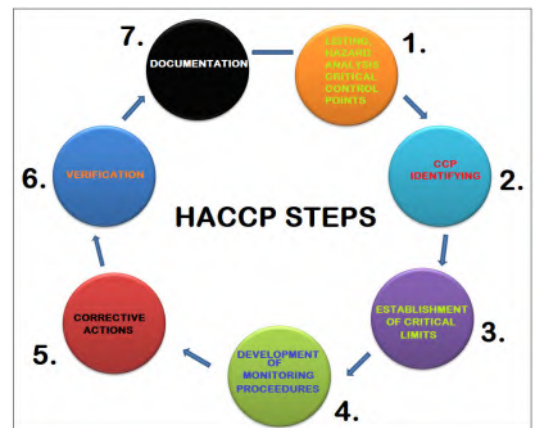 HACCP STEPS
1.
LISTING,
HAZARD
ANALYSIS
CRITICAL
CONTROL
POINTS
2.
CCP
IDENTIFYING
3.
ESTABLISHMENT
OF CRITICAL
LIMITS
4.
DEVELOPMENT
OF
MONITORING
PROCEEDURES
5.
CORRECTIVE
ACTIONS
6.
VERIFICATION
7.
DOCUMENTATION